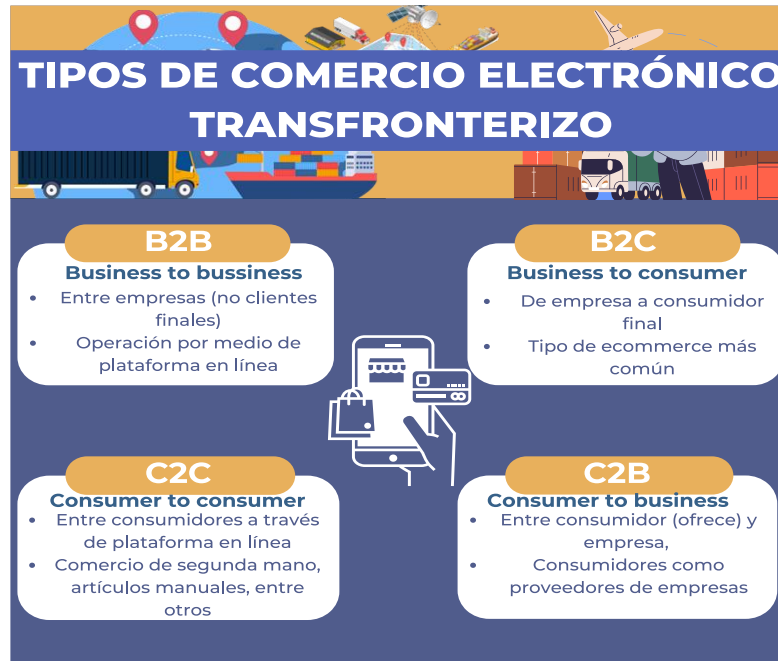 TIPOS DE COMERCIO ELECTRÓNICO
TRANSFRONTERIZO
B2B
Business to bussiness
• Entre empresas (no clientes
finales)
• Operación por medio de
plataforma en línea
B2C
Business to consumer
• De empresa a consumidor
final
• Tipo de ecommerce más
común
C2C
Consumer to consumer
• Entre consumidores a través
de plataforma en línea
• Comercio de segunda mano,
artículos manuales, entre
otros
C2B
Consumer to business
• Entre consumidor (ofrece) y
empresa,
• Consumidores como
proveedores de empresas